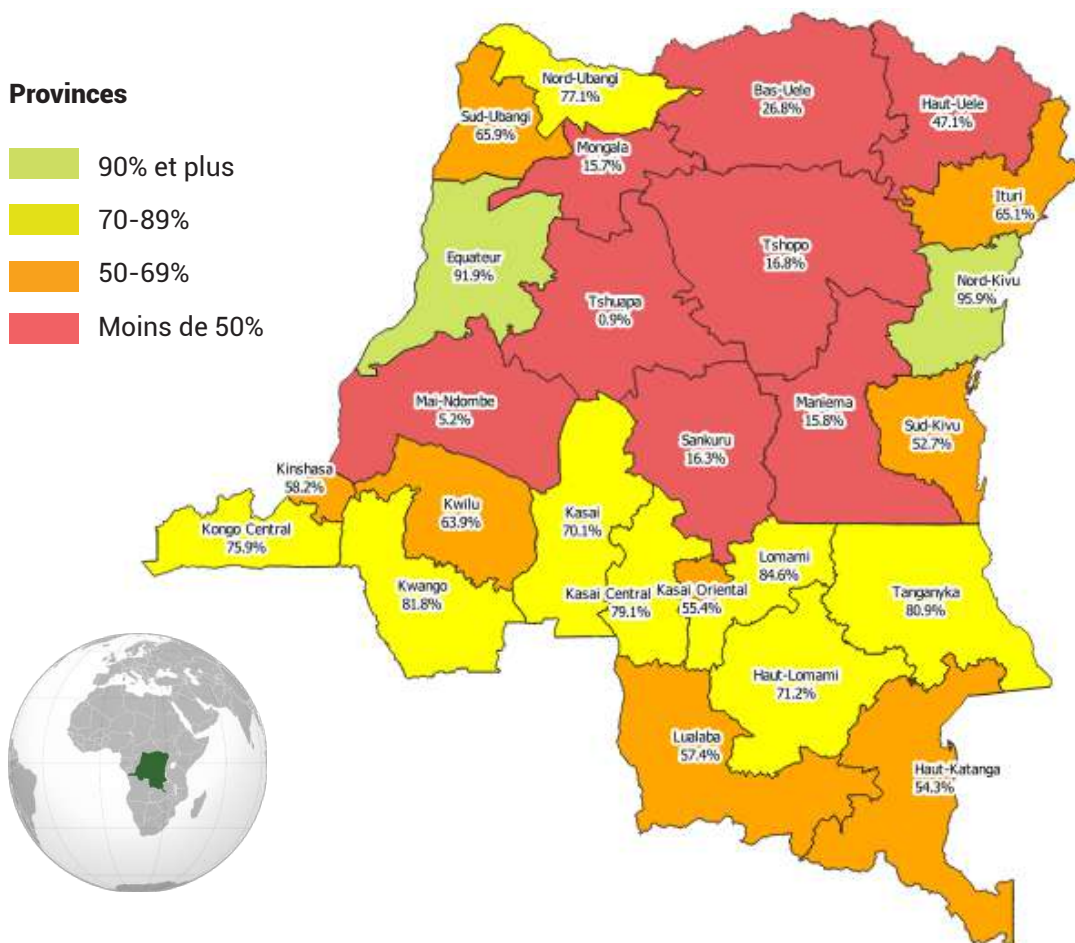 Provinces
90% et plus
70-89%
50-69%
Moins de 50%
Nord-Ubangi
77.1%
Bas-Uele
26.8%
Haut-Uele
47.1%
Sud-Ubangi
65.9%
Mongala
15.7%
Ituri
65.1%
Equateur
91.9%
Tshopo
16.8%
Nord-Kivu
95.9%
Tshuapa
0.9%
Mai-Ndombe
5.2%
Maniema
15.8%
Sud-Kivu
52.7%
Sankuru
16.3%
Kinshasa
58.2%
Kwilu
63.9%
Kasai
70.1%
Kongo Central
75.9%
Lomami
84.6%
Kwango
81.8%
Kasai Central
79.1%
Kasai Oriental
55.4%
Tanganyka
80.9%
Haut-Lomami
71.2%
Lualaba
57.4%
Haut-Katanga
54.3%